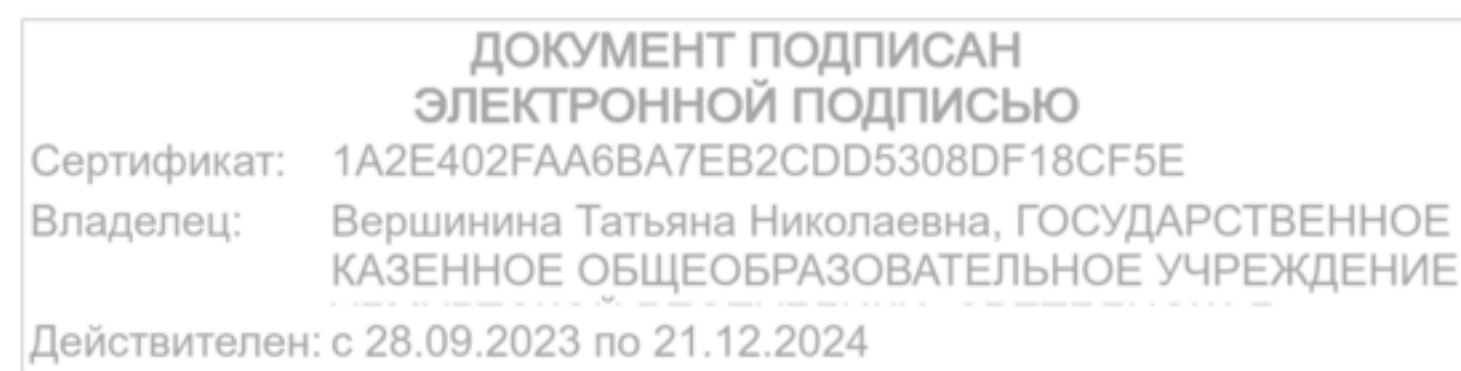 ДОКУМЕНТ ПОДПИСАН
ЭЛЕКТРОННОЙ ПОДПИСЬЮ
Сертификат: 1A2E402FAA6BA7EB2CDD5308DF18CF5E
Владелец: Вершинина Татьяна Николаевна, ГОСУДАРСТВЕННОЕ
КАЗЕННОЕ ОБЩЕОБРАЗОВАТЕЛЬНОЕ УЧРЕЖДЕНИЕ
Действителен: с 28.09.2023 по 21.12.2024